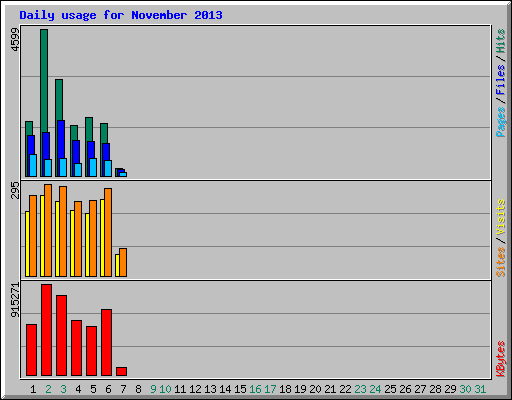 Daily usage for November 2013
4599
Pages / Files / Hits
295
Sites / Visits
915271
KBytes
1 2 3 4 5 6 7 8 9 10 11 12 13 14 15 16 17 18 19 20 21 22 23 24 25 26 27 28 29 30 31